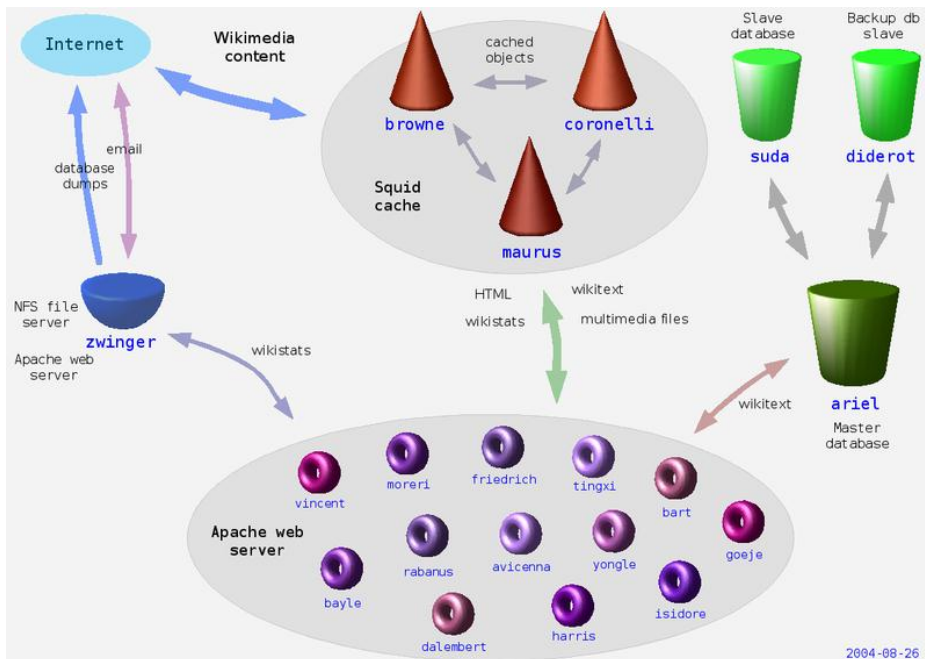 Internet
Wikimedia
content
cached
objects
browne
coronelli
Squid
cache
maurus
Slave
database
Backup db
slave
suda
diderot
email
database
dumps
NFS file
server
zwinger
Apache web
server
wikistats
HTML
wikistats
wikitext
multimedia files
wikitext
ariel
Master
database
Apache web
server
vincent
moreri
friedrich
tingxi
bart
goeje
bayle
rabanus
avicenna
yongle
isidore
dalembert
harris
2004-08-26